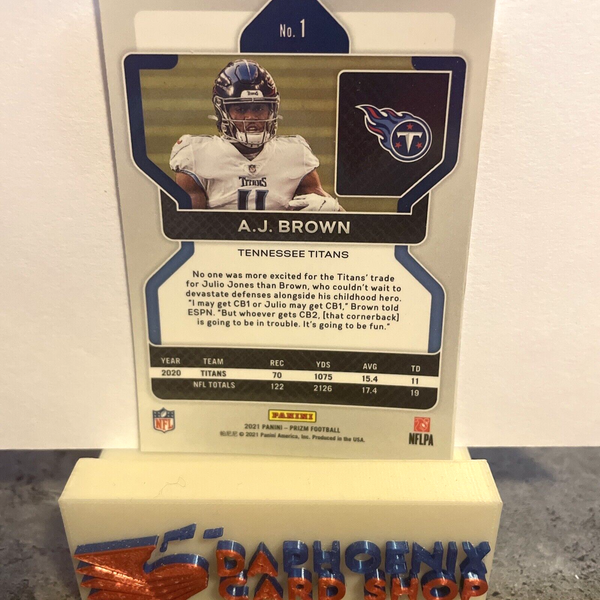 No. 1
TITANS
11
T
A.J. BROWN
TENNESSEE TITANS
No one was more excited for the Titans' trade
for Julio Jones than Brown, who couldn't wait to
devastate defenses alongside his childhood hero.
"I may get CB1 or Julio may get CB1," Brown told
ESPN. "But whoever gets CB2, [that cornerback]
is going to be in trouble. It's going to be fun."
YEAR TEAM REC YDS AVG TD
2020 TITANS 70 1075 15.4 11
NFL TOTALS 122 2126 17.4 19
NFL
PANINI
2021 PANINI – PRIZM FOOTBALL
© 2021 Panini America, Inc. Produced in the USA.
NFLPA
DAPHOENIX
CARD SHOP